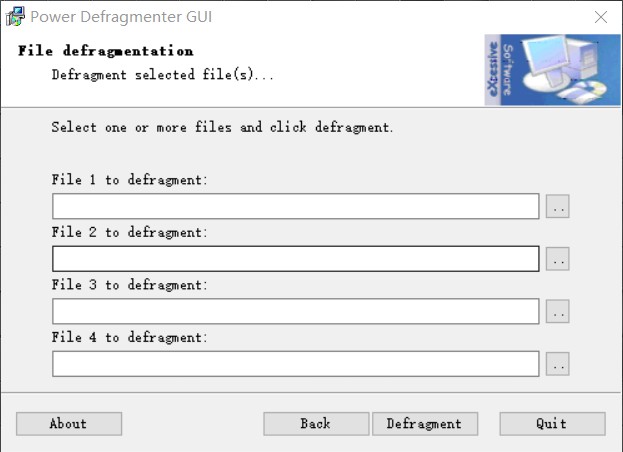 Power Defragmenter GUI
File defragmentation
Defragment selected file(s)...
eXcessive
Software
Select one or more files and click defragment.
File 1 to defragment:
..
File 2 to defragment:
..
File 3 to defragment:
..
File 4 to defragment:
..
About
Back
Defragment
Quit